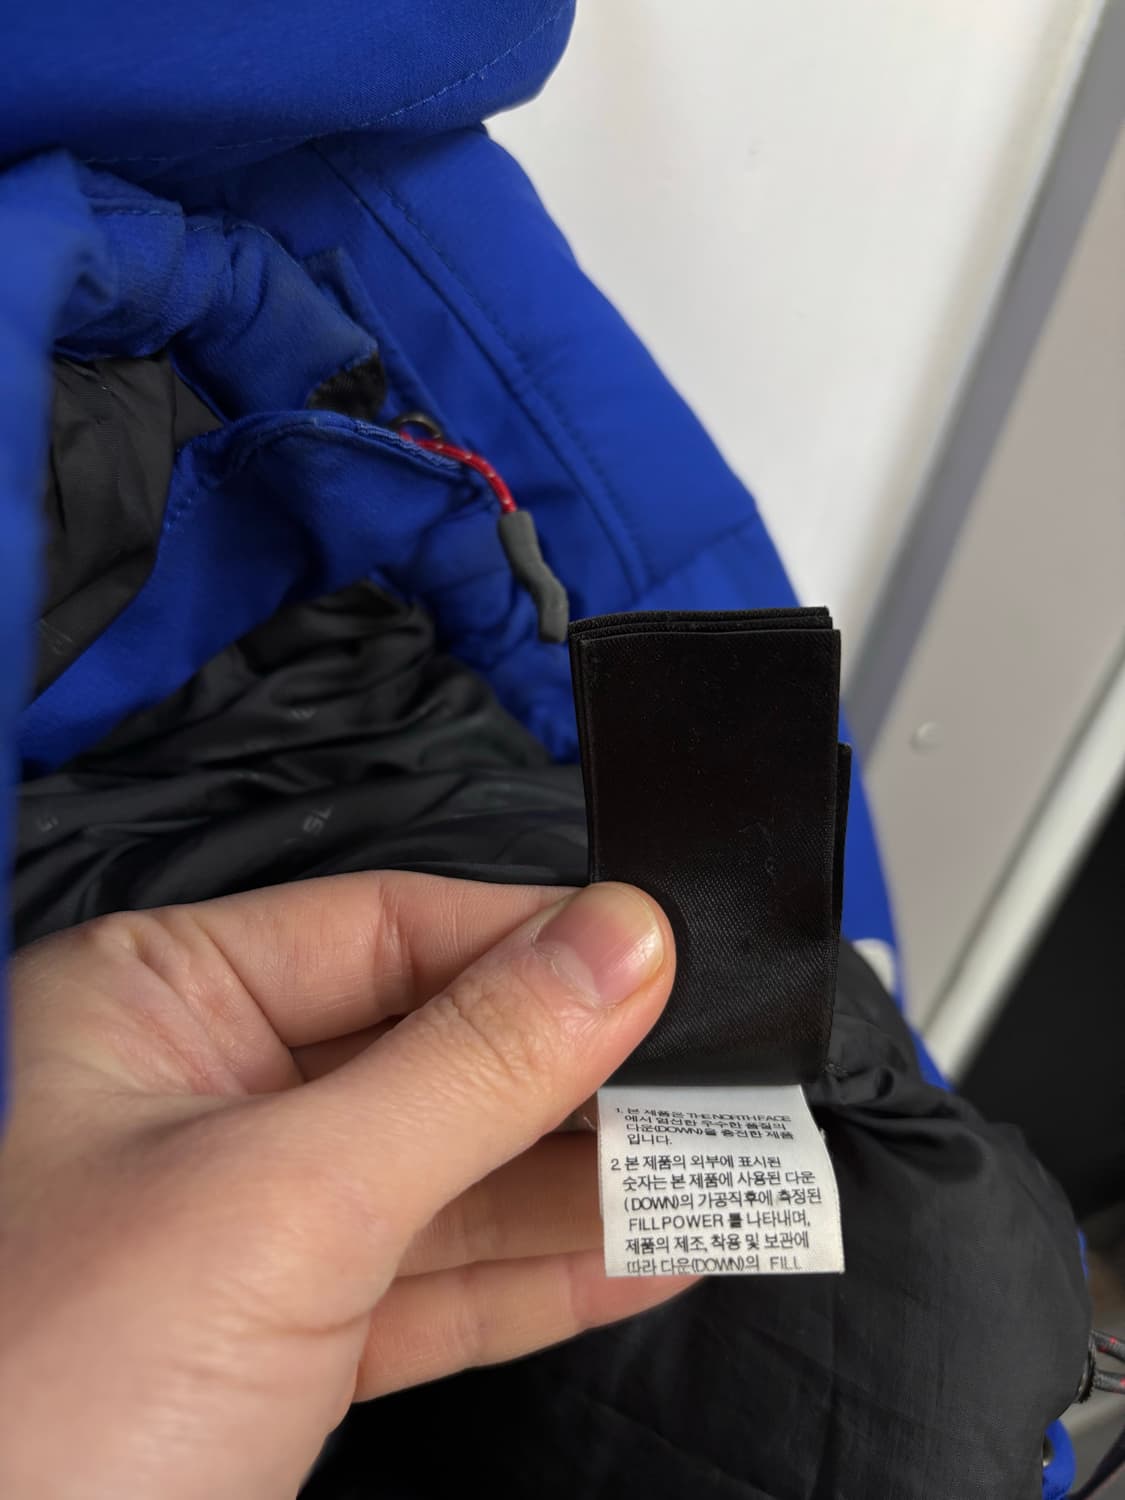 1. 본 제품은 THE NORTH FACE
에서 엄선한 우수한 품질의
다운(DOWN)을 충전한 제품
입니다.
2 본 제품의 외부에 표시된
숫자는 본 제품에 사용된 다운
(DOWN)의 가공직후에 측정된
FILLPOWER 를 나타내며,
제품의 제조, 착용 및 보관에
따라 다운(DOWN)의 FILL